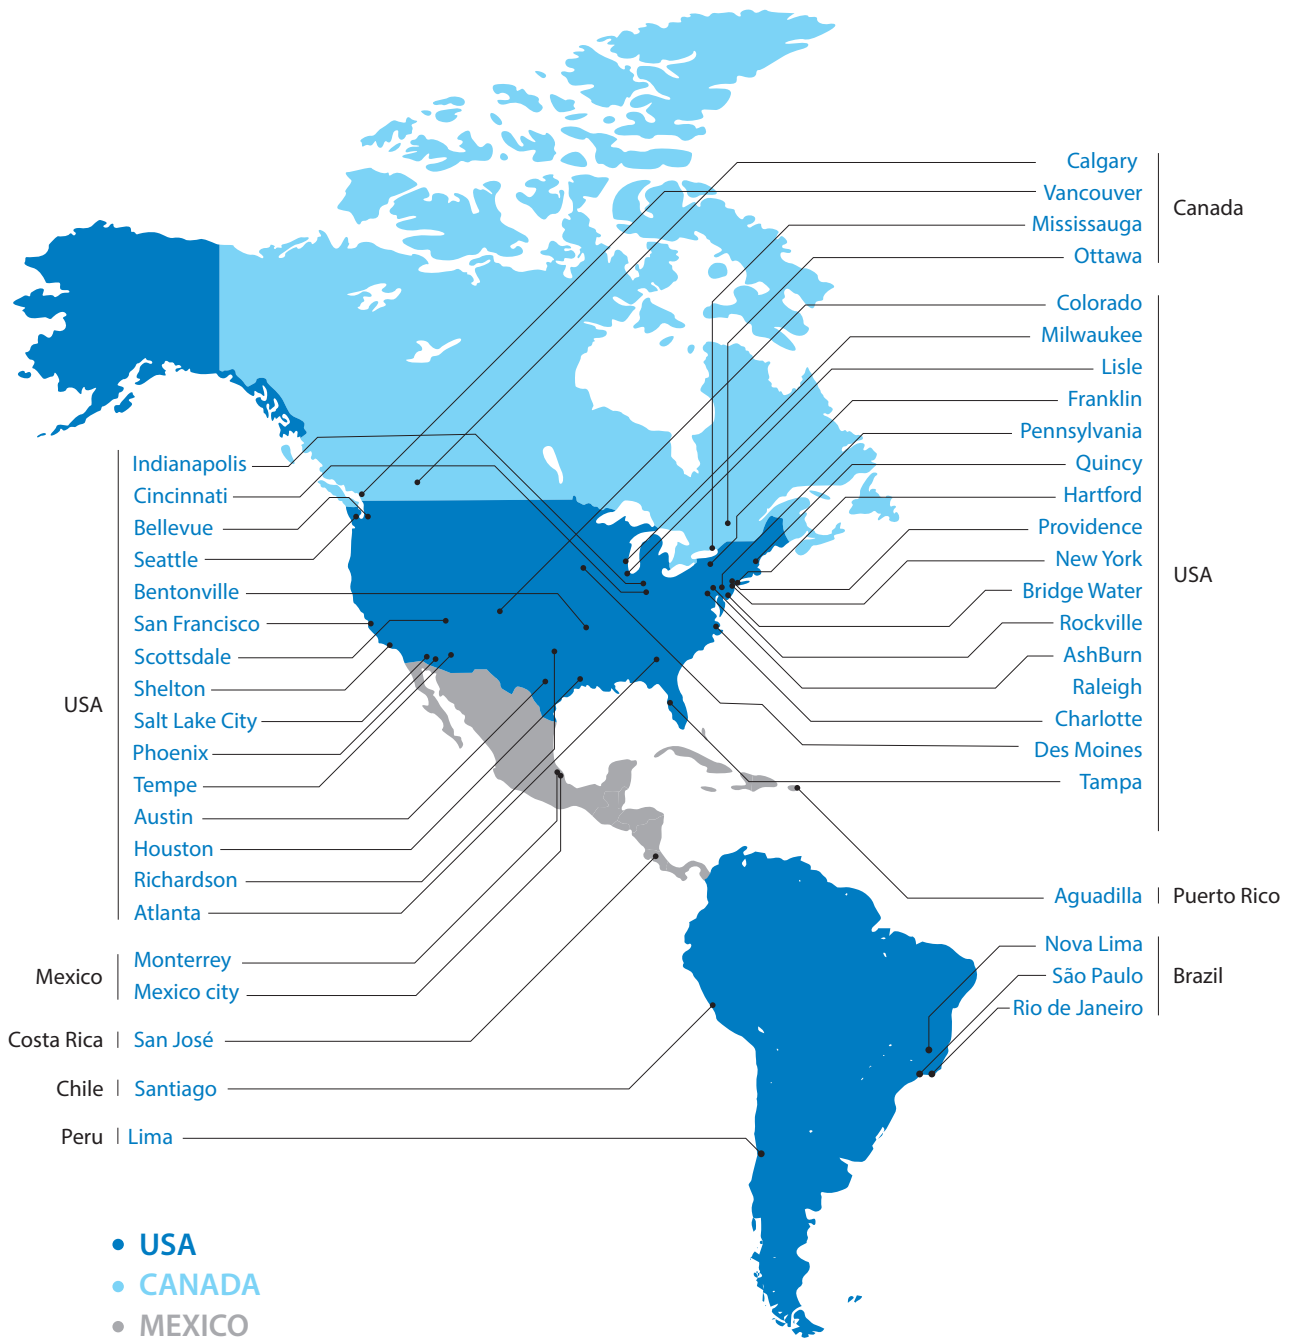 Calgary
Vancouver
Mississauga
Ottawa
Canada
Colorado
Milwaukee
Lisle
Franklin
Pennsylvania
Quincy
Hartford
Providence
New York
Bridge Water
Rockville
AshBurn
Raleigh
Charlotte
Des Moines
Tampa
USA
Indianapolis
Cincinnati
Bellevue
Seattle
Bentonville
San Francisco
Scottsdale
Shelton
Salt Lake City
Phoenix
Tempe
Austin
Houston
Richardson
Atlanta
USA
Aguadilla
Puerto Rico
Nova Lima
São Paulo
Rio de Janeiro
Brazil
Monterrey
Mexico city
Mexico
Costa Rica
San José
Chile
Santiago
Peru
Lima
USA
CANADA
MEXICO